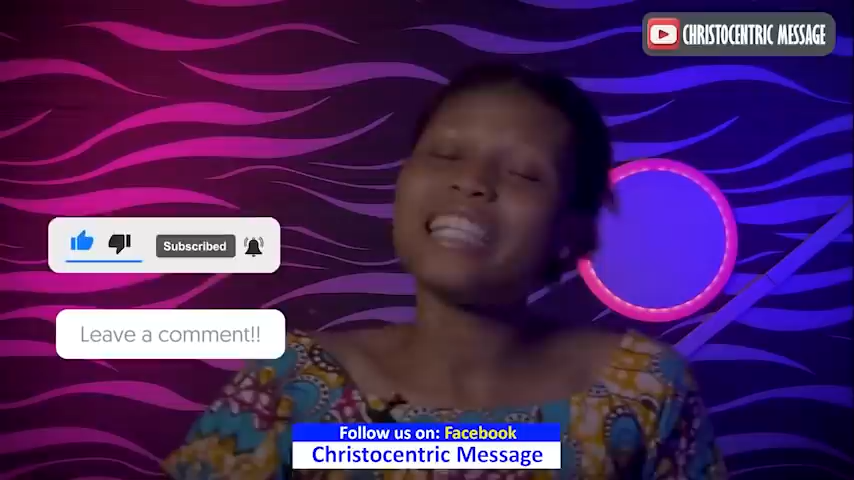 CHRISTOCENTRIC MESSAGE
Subscribed
Leave a comment!!
Follow us on: Facebook
Christocentric Message